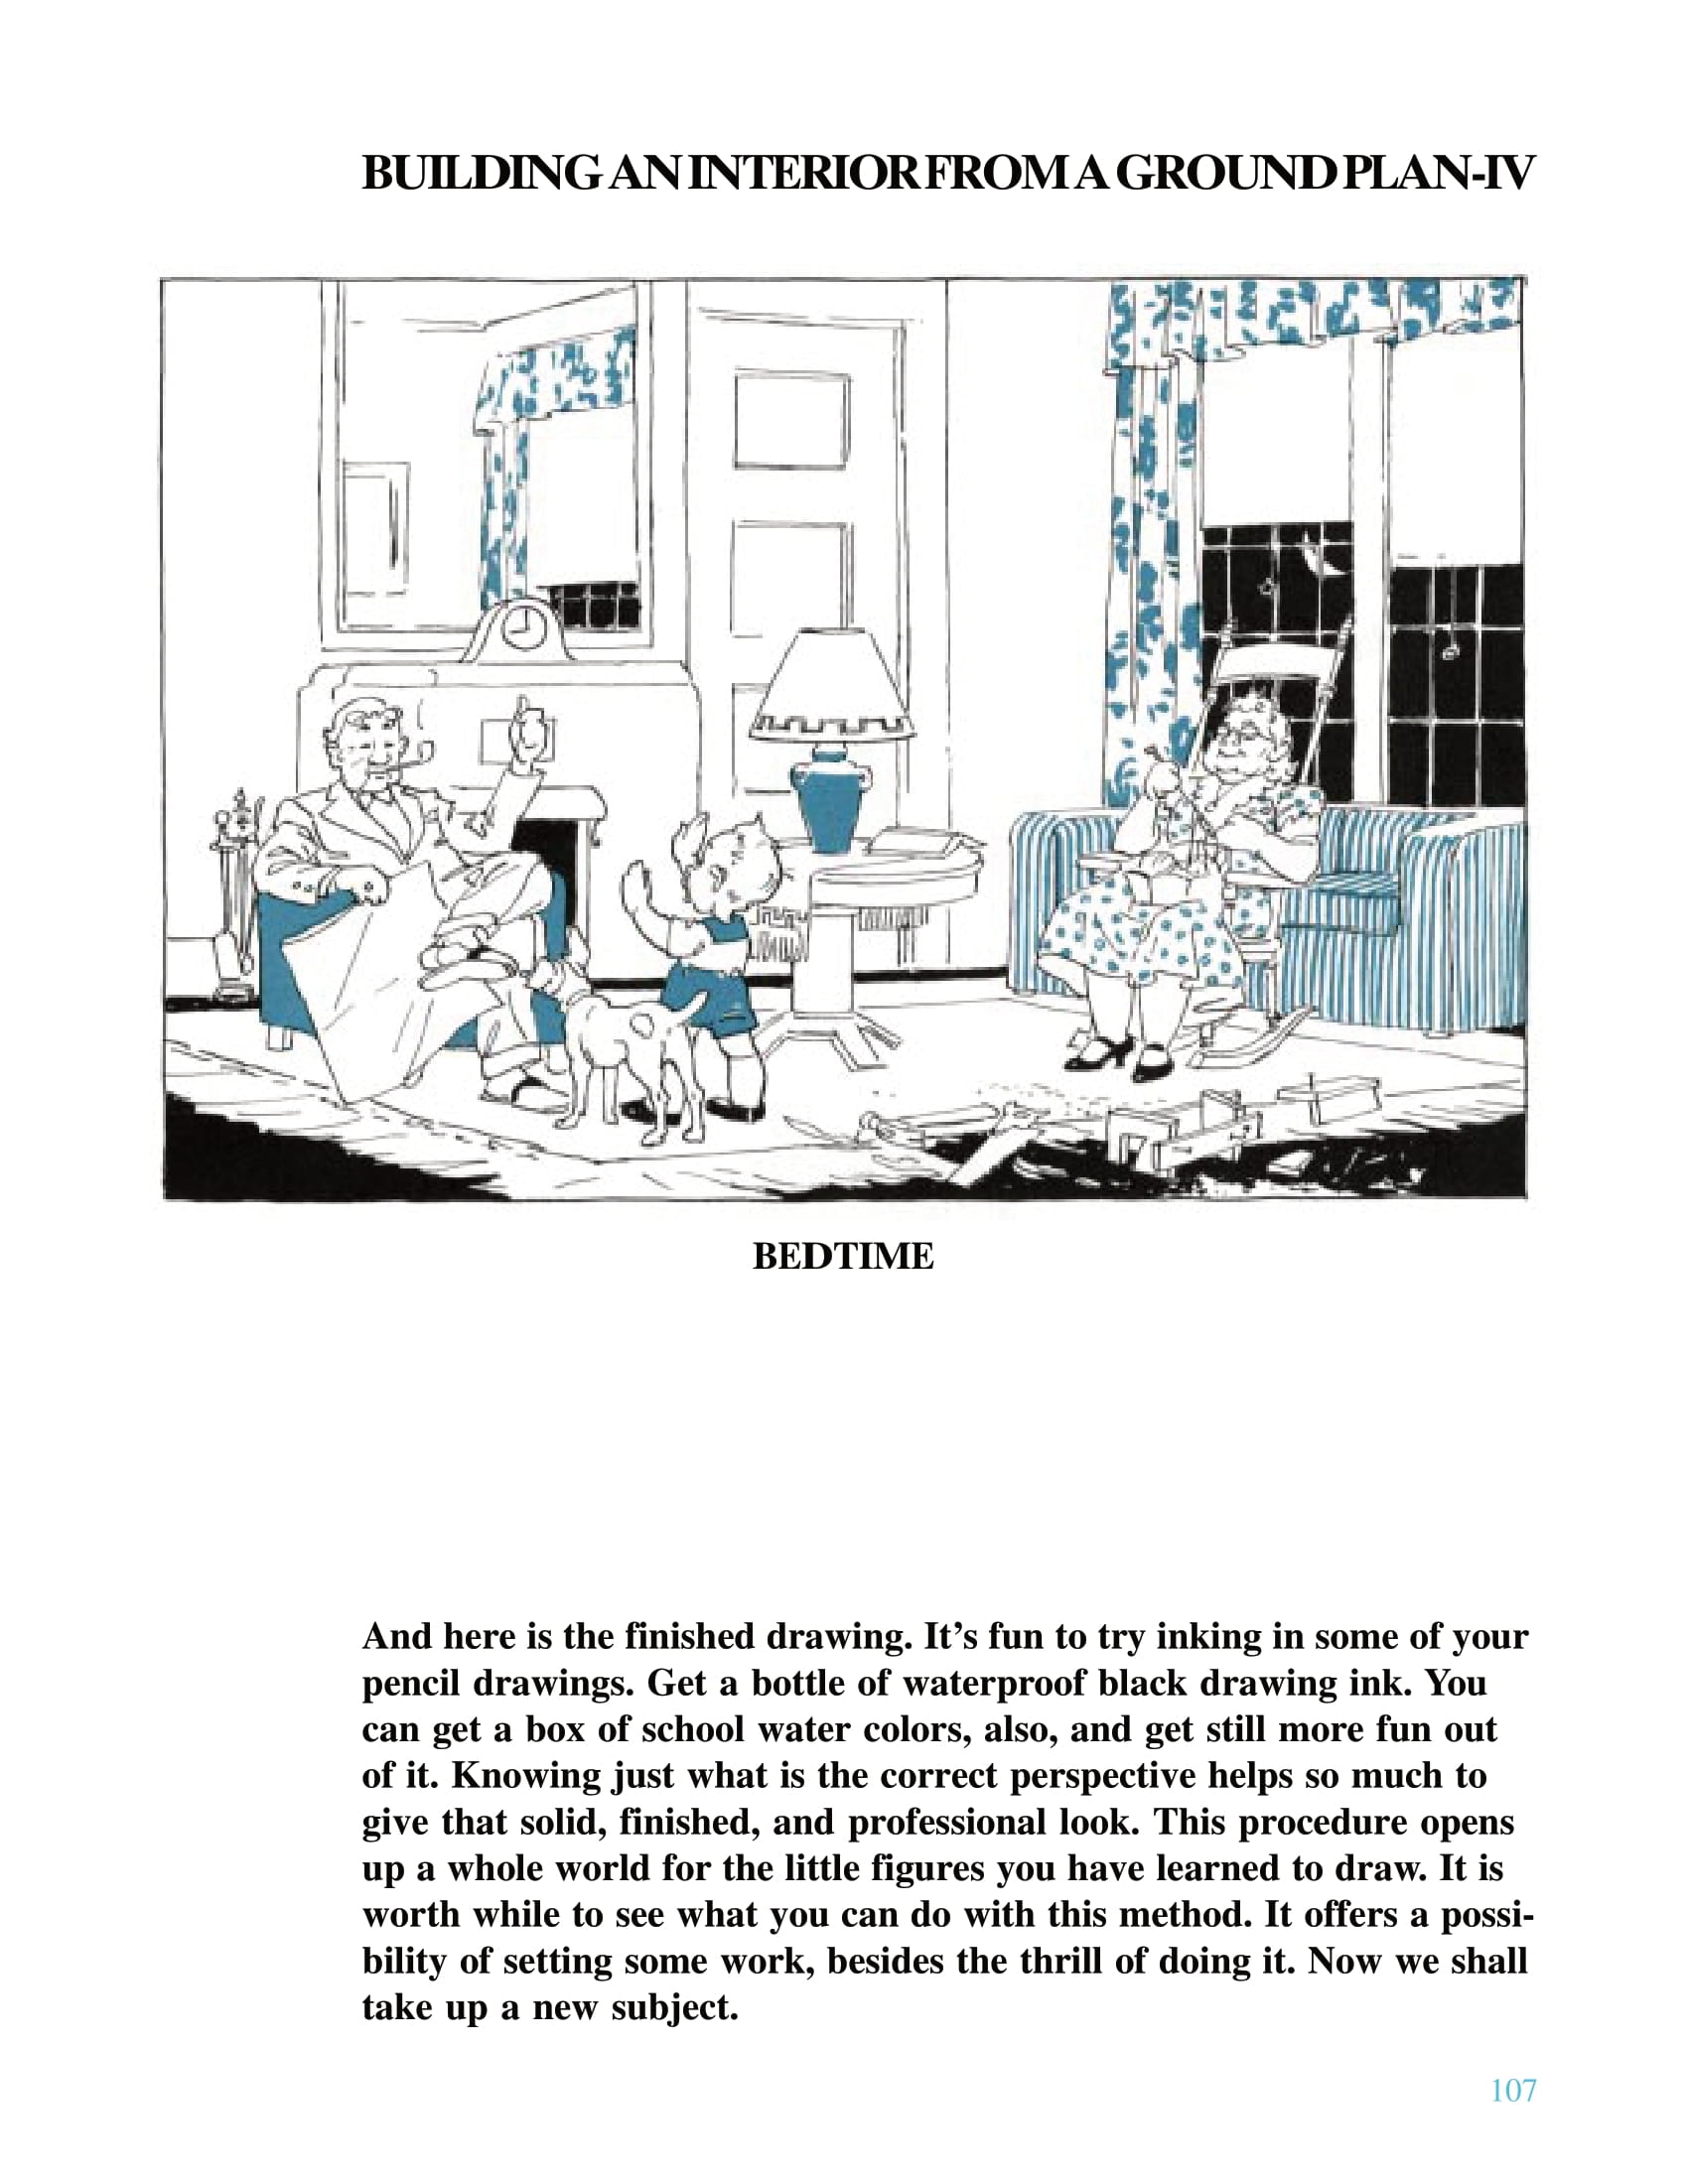 BUILDING AN INTERIOR FROM A GROUND PLAN-IV
BEDTIME
And here is the finished drawing. It’s fun to try inking in some of your
pencil drawings. Get a bottle of waterproof black drawing ink. You
can get a box of school water colors, also, and get still more fun out
of it. Knowing just what is the correct perspective helps so much to
give that solid, finished, and professional look. This procedure opens
up a whole world for the little figures you have learned to draw. It is
worth while to see what you can do with this method. It offers a possi-
bility of setting some work, besides the thrill of doing it. Now we shall
take up a new subject.
107